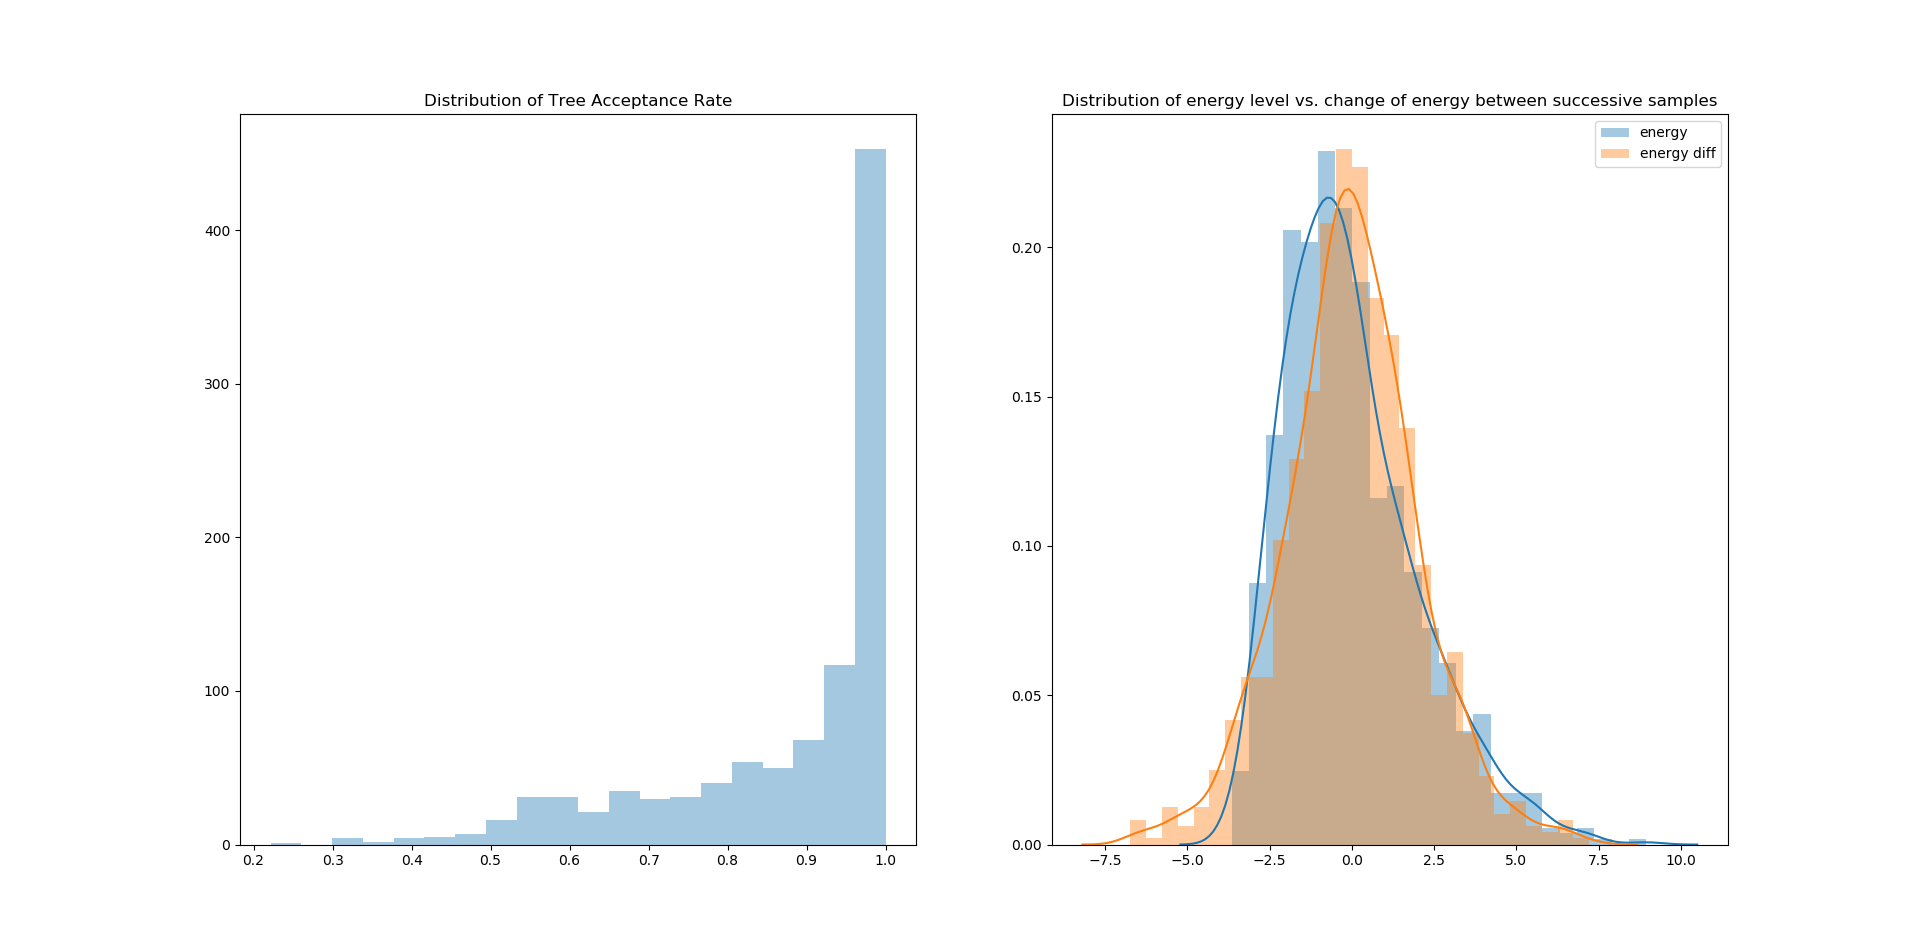 Distribution of Tree Acceptance Rate
400
300
200
100
0
0.2 0.3 0.4 0.5 0.6 0.7 0.8 0.9 1.0
Distribution of energy level vs. change of energy between successive samples
energy
energy diff
0.20
0.15
0.10
0.05
0.00
−7.5 −5.0 −2.5 0.0 2.5 5.0 7.5 10.0